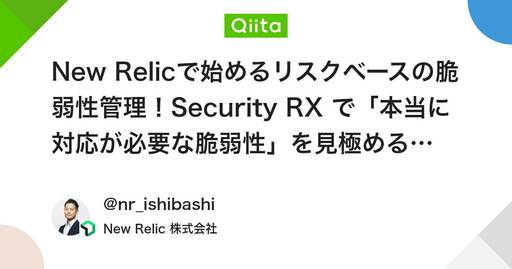 Qiita
New Relicで始めるリスクベースの脆
弱性管理！Security RX で「本当に
対応が必要な脆弱性」を見極める…
@nr_ishibashi
New Relic 株式会社